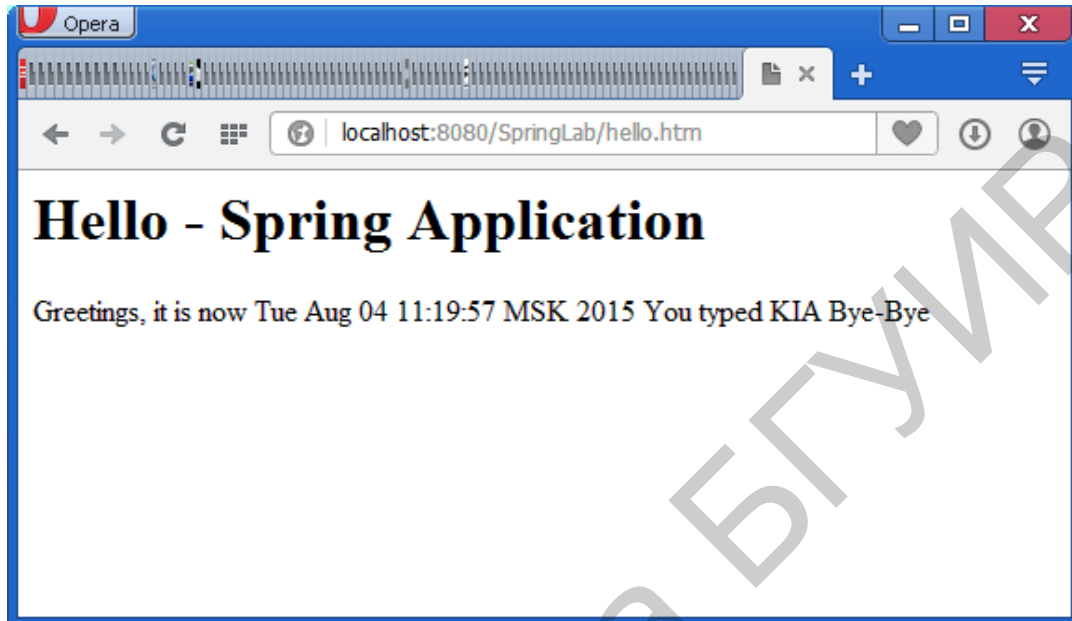 Opera
localhost:8080/SpringLab/hello.htm
Hello - Spring Application
Greetings, it is now Tue Aug 04 11:19:57 MSK 2015 You typed KIA Bye-Bye
а БГУИР